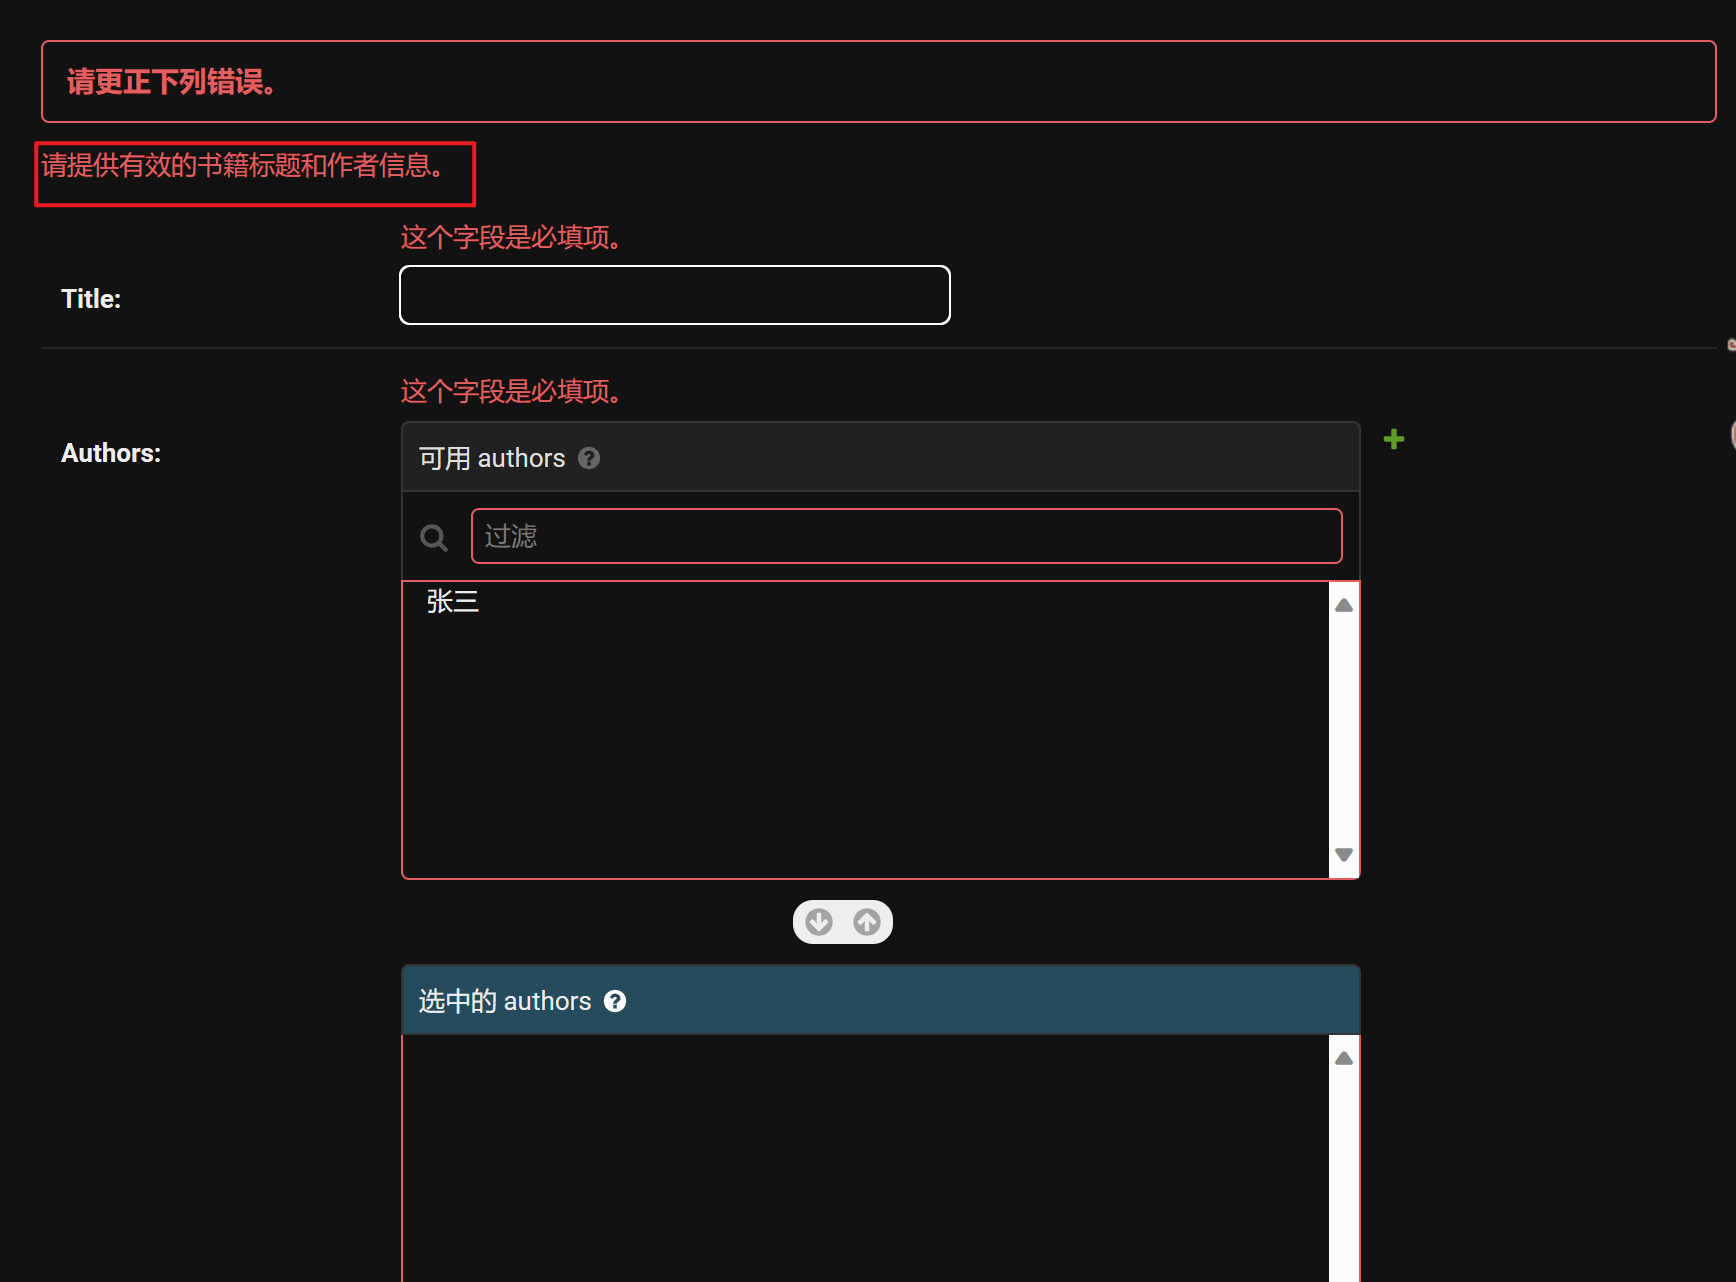 请更正下列错误。
请提供有效的书籍标题和作者信息。
这个字段是必填项。
Title:
这个字段是必填项。
Authors:
可用 authors
过滤
张三
选中的 authors